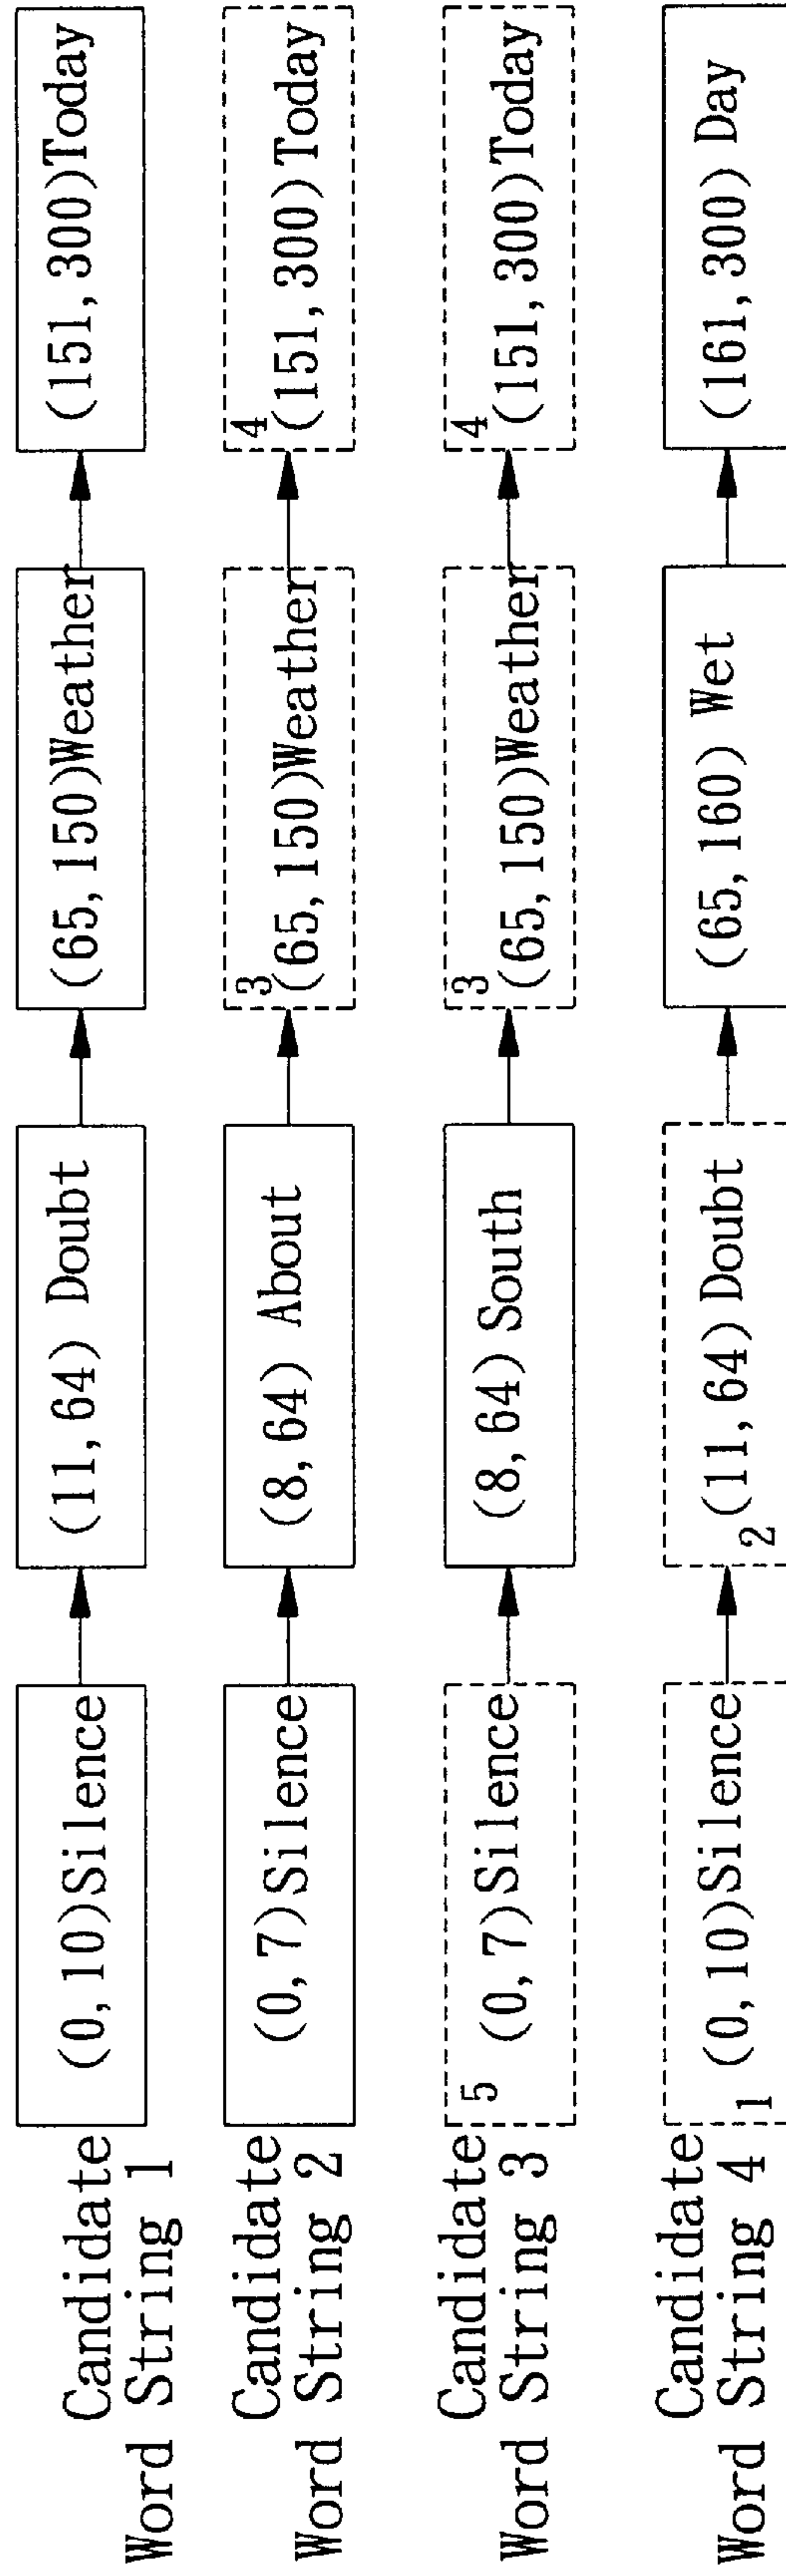 Candidate
Word String 1
(0, 10)Silence
(11, 64) Doubt
(65, 150)Weather
(151, 300)Today
Candidate
Word String 2
(0, 7)Silence
(8, 64) About
3
(65, 150)Weather
4
(151, 300)Today
Candidate
Word String 3
5
(0, 7)Silence
(8, 64) South
3
(65, 150)Weather
4
(151, 300)Today
Candidate
Word String 4
1
(0, 10)Silence
2
(11, 64)Doubt
(65, 160) Wet
(161, 300) Day